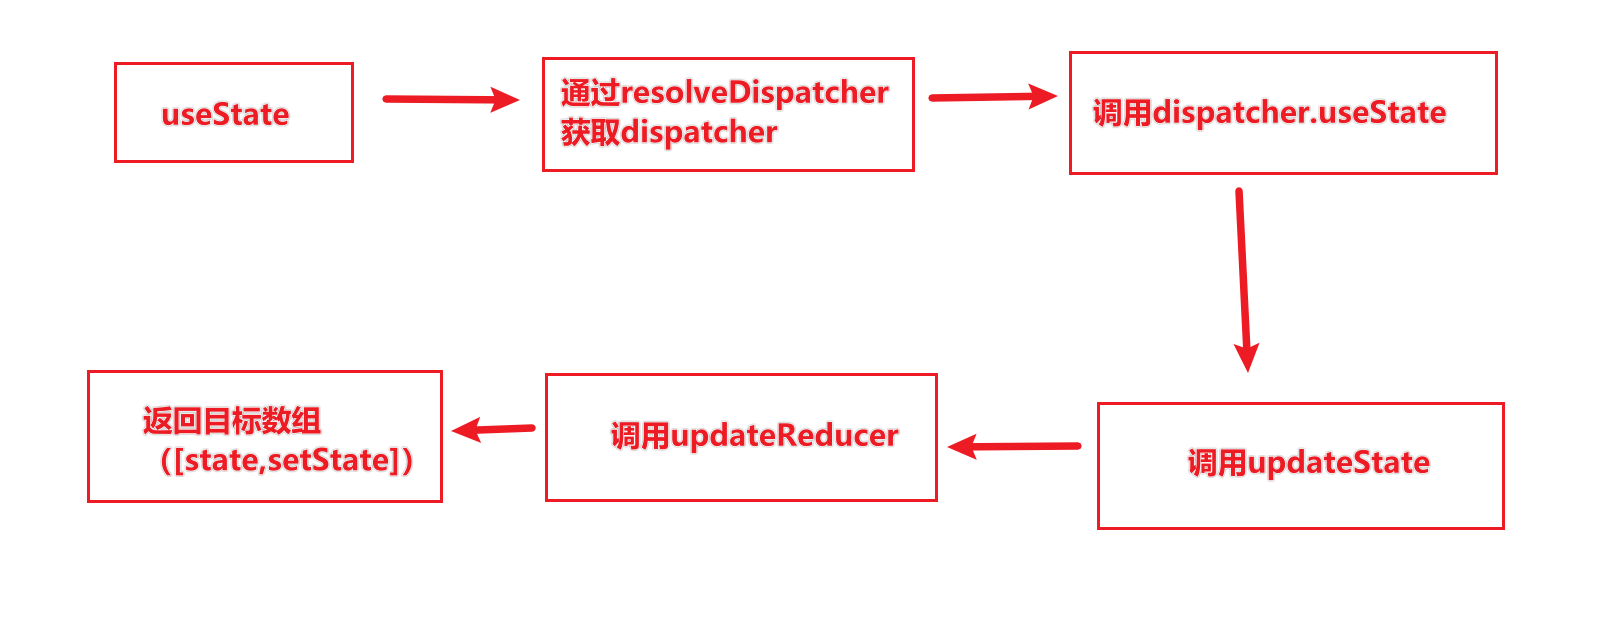 useState
通过resolveDispatcher
获取dispatcher
调用dispatcher.useState
调用updateState
调用updateReducer
返回目标数组
（[state,setState]）